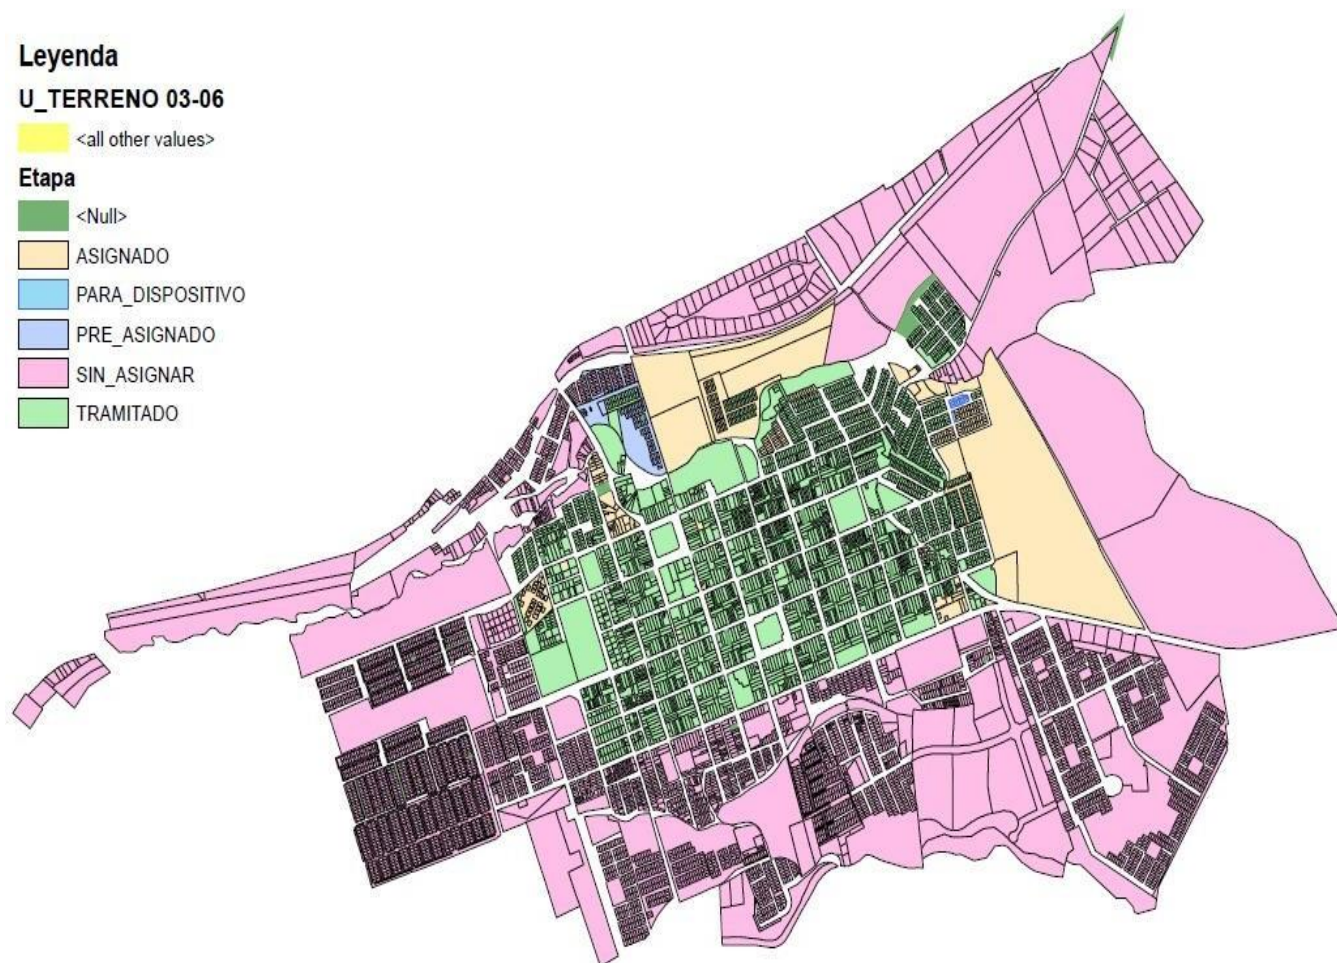 Leyenda
U_TERRENO 03-06
<all other values>
Etapa
<Null>
ASIGNADO
PARA_DISPOSITIVO
PRE_ASIGNADO
SIN_ASIGNAR
TRAMITADO